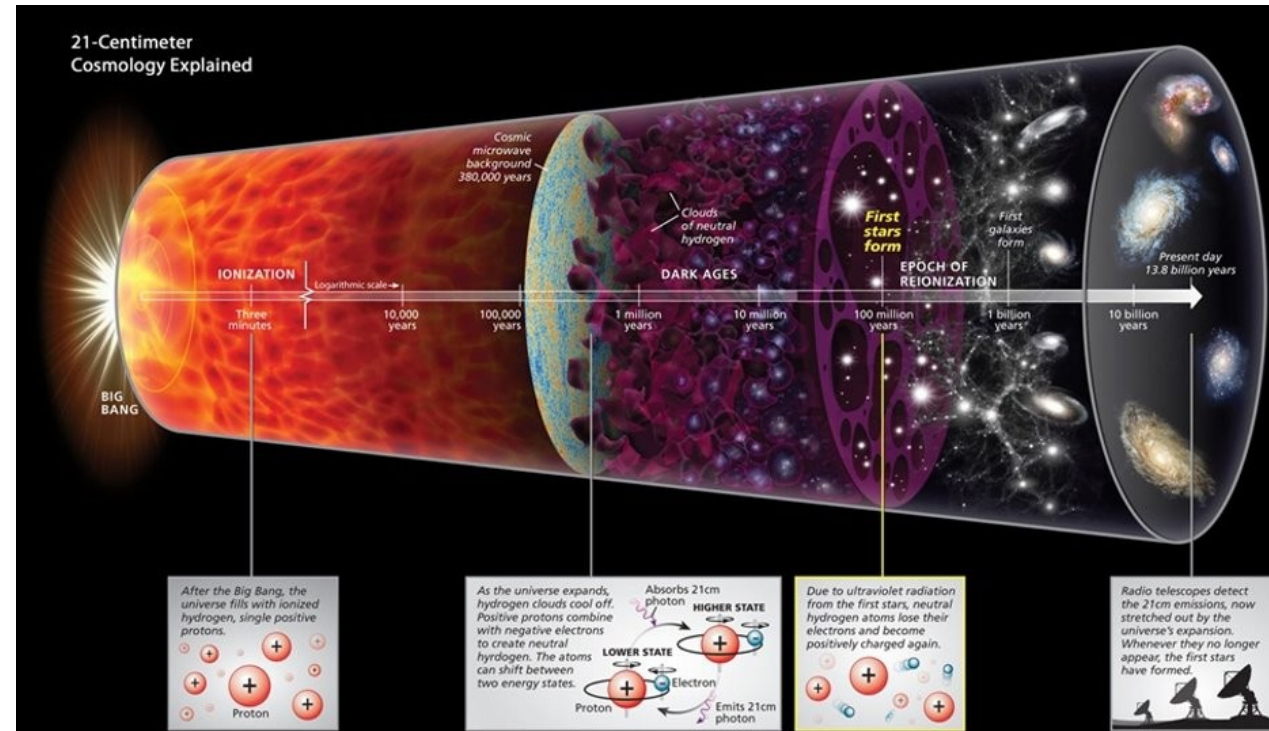 21-Centimeter
Cosmology Explained
Cosmic
microwave
background
380,000 years
Clouds
of neutral
hydrogen
First
stars
form
First
galaxies
form
Present day
13.8 billion years
IONIZATION
Logarithmic scale
DARK AGES
EPOCH OF
REIONIZATION
Three
minutes
10,000
years
100,000
years
1 million
years
10 million
years
100 million
years
1 billion
years
10 billion
years
BIG
BANG
After the Big Bang, the
universe fills with ionized
hydrogen, single positive
protons.
+
+
+
+
+
+
+
+
+
Proton
As the universe expands,
hydrogen clouds cool off.
Positive protons combine
with negative electrons
to create neutral
hyrdogen. The atoms
can shift between
two energy states.
Absorbs 21cm
photon
HIGHER STATE
+
LOWER STATE
+
Electron
Proton
Emits 21cm
photon
Due to ultraviolet radiation
from the first stars, neutral
hydrogen atoms lose their
electrons and become
positively charged again.
+
+
+
+
+
Proton
Radio telescopes detect
the 21cm emissions, now
stretched out by the
universe's expansion.
Whenever they no longer
appear, the first stars
have formed.